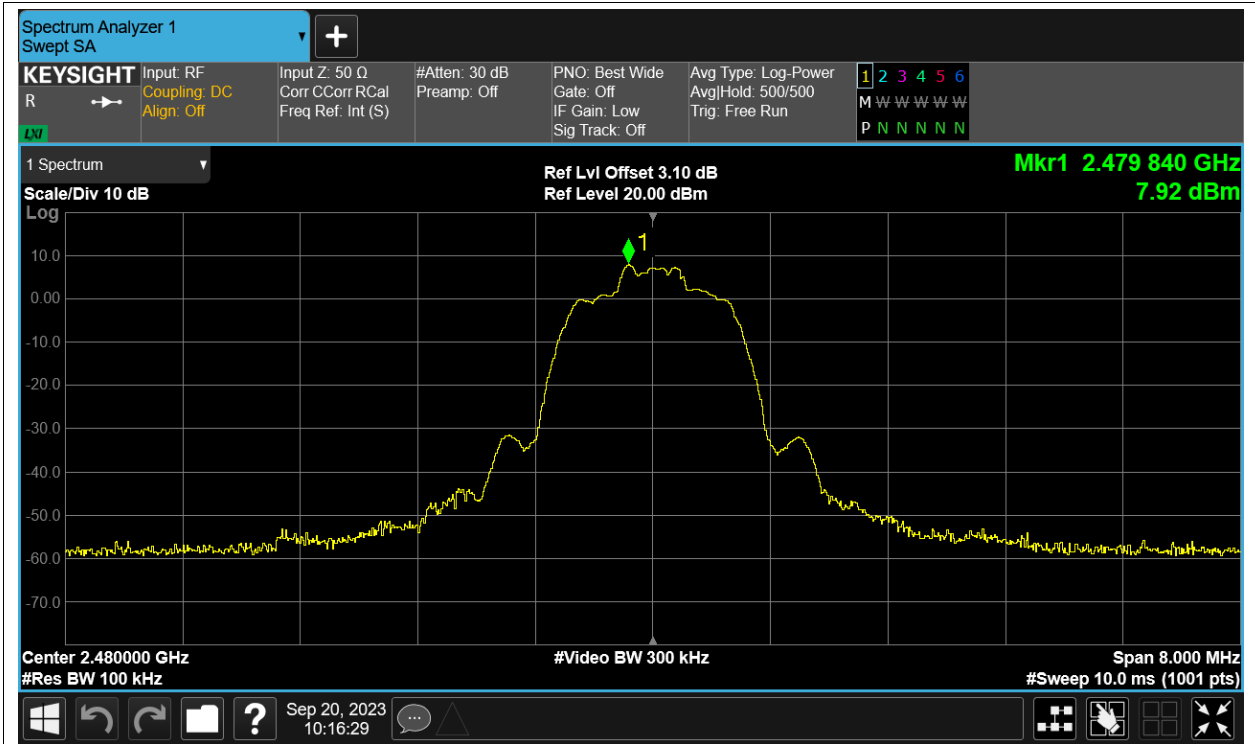 Spectrum Analyzer 1
Swept SA
KEYSIGHT
R
LXI
Input: RF
Coupling: DC
Align: Off
Input Z: 50 Ω
Corr CCorr RCal
Freq Ref: Int (S)
#Atten: 30 dB
Preamp: Off
PNO: Best Wide
Gate: Off
IF Gain: Low
Sig Track: Off
Avg Type: Log-Power
Avg|Hold: 500/500
Trig: Free Run
1 2 3 4 5 6
M W W W W W
P N N N N N
1 Spectrum
Scale/Div 10 dB
Log
Ref Lvl Offset 3.10 dB
Ref Level 20.00 dBm
Mkr1 2.479 840 GHz
7.92 dBm
1
10.0
0.00
-10.0
-20.0
-30.0
-40.0
-50.0
-60.0
-70.0
Center 2.480000 GHz
#Video BW 300 kHz
Span 8.000 MHz
#Res BW 100 kHz
#Sweep 10.0 ms (1001 pts)
?
Sep 20, 2023
10:16:29